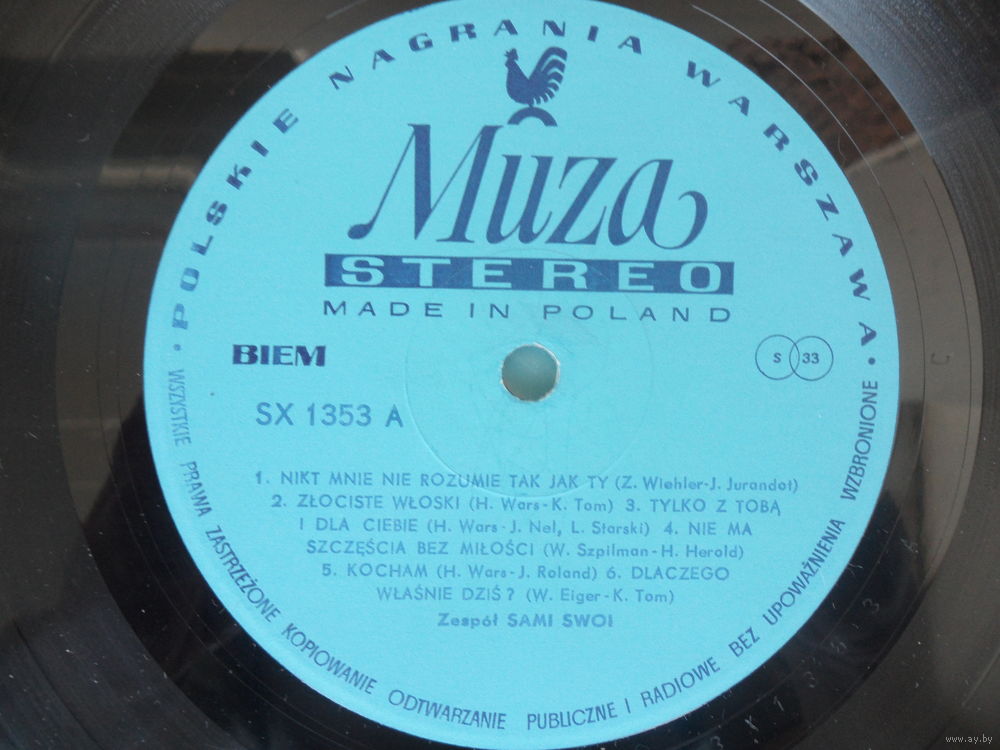 POLSKIE NAGRANIA WARSZAWA
Muza
STEREO
MADE IN POLAND
BIEM
S 33
SX 1353 A
1. NIKT MNIE NIE ROZUMIE TAK JAK TY (Z. Wiehler-J. Jurandot)
2. ZŁOCISTE WŁOSKI (H. Wars-K. Tom) 3. TYLKO Z TOBĄ
I DLA CIEBIE (H. Wars-J. Nel, L. Starski) 4. NIE MA
SZCZĘŚCIA BEZ MIŁOŚCI (W. Szpilman-H. Herold)
5. KOCHAM (H. Wars-J. Roland) 6. DLACZEGO
WŁAŚNIE DZIŚ? (W. Eiger-K. Tom)
Zespół SAMI SWOI
• WSZYSTKIE PRAWA ZASTRZEŻONE KOPIOWANIE ODTWARZANIE PUBLICZNE I RADIOWE BEZ UPOWAŻNIENIA WZBRONIONE •
www.ay.by